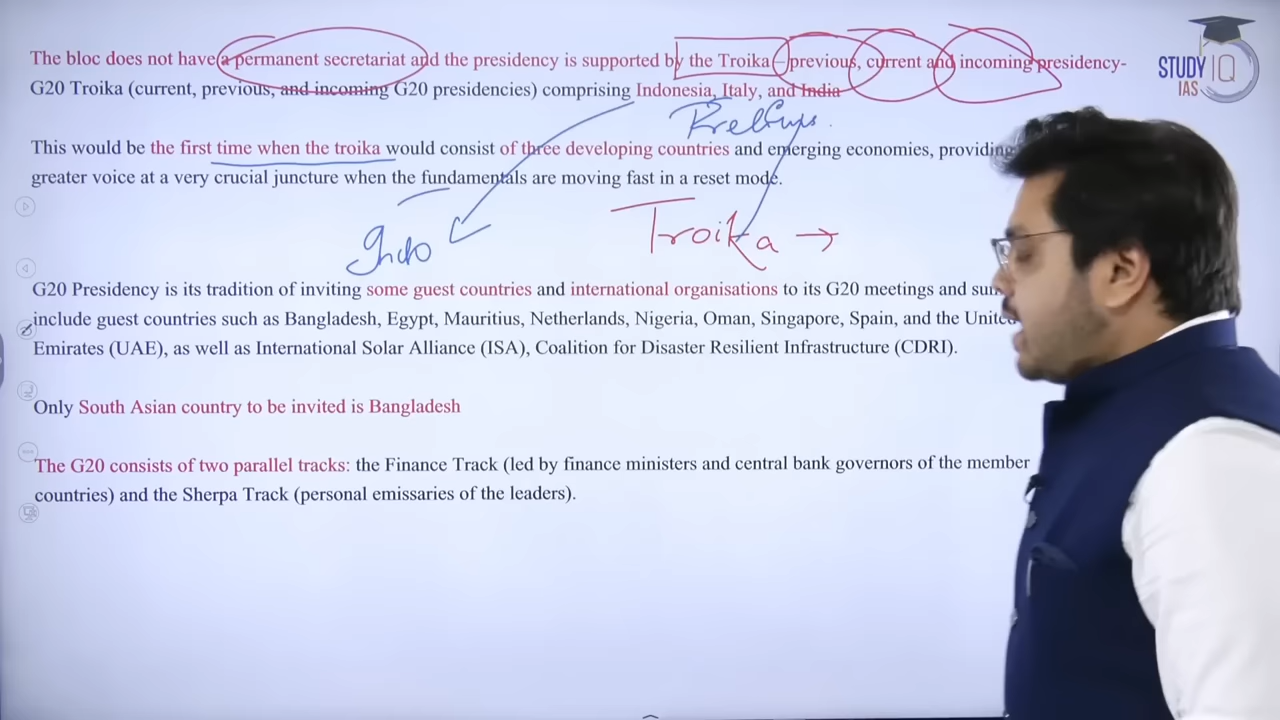 The bloc does not have a permanent secretariat and the presidency is supported by the Troika – previous, current and incoming presidency-
G20 Troika (current, previous, and incoming G20 presidencies) comprising Indonesia, Italy, and India
STUDY IQ
IAS
This would be the first time when the troika would consist of three developing countries and emerging economies, providing
greater voice at a very crucial juncture when the fundamentals are moving fast in a reset mode.
Indo
Troika →
G20 Presidency is its tradition of inviting some guest countries and international organisations to its G20 meetings and
include guest countries such as Bangladesh, Egypt, Mauritius, Netherlands, Nigeria, Oman, Singapore, Spain, and the
Emirates (UAE), as well as International Solar Alliance (ISA), Coalition for Disaster Resilient Infrastructure (CDRI).
Only South Asian country to be invited is Bangladesh
The G20 consists of two parallel tracks: the Finance Track (led by finance ministers and central bank governors of the member
countries) and the Sherpa Track (personal emissaries of the leaders).